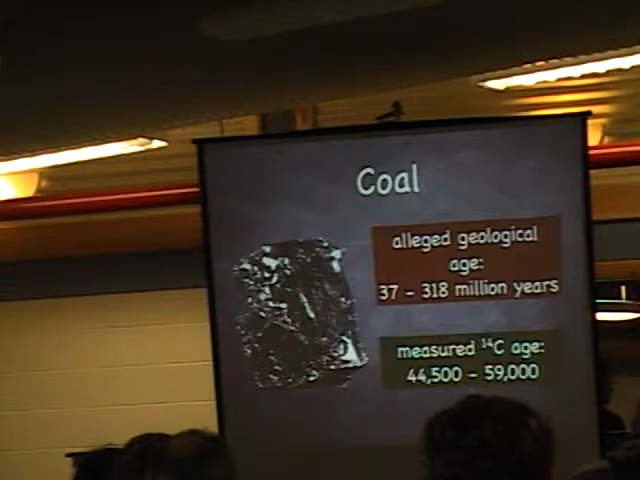 Coal
alleged geological
age:
37 - 318 million years
measured ¹⁴C age:
44,500 - 59,000